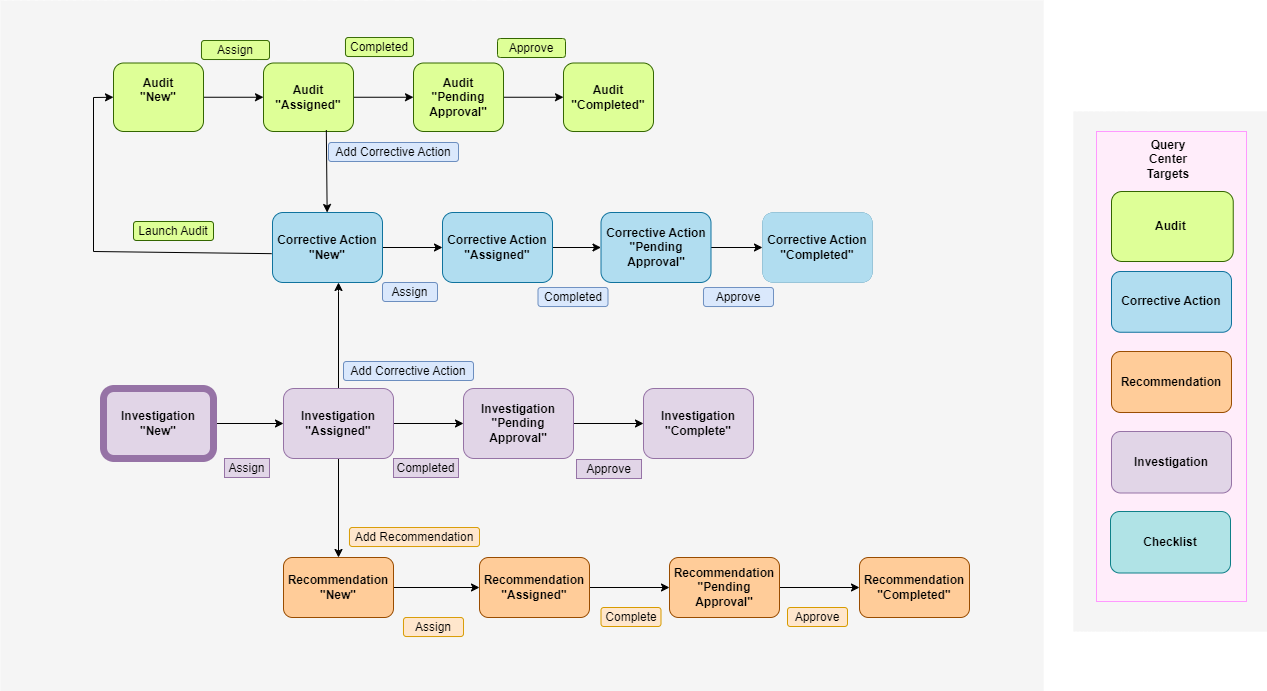 Assign
Completed
Approve
Audit
"New"
Audit
"Assigned"
Audit
"Pending
Approval"
Audit
"Completed"
Add Corrective Action
Launch Audit
Corrective Action
"New"
Corrective Action
"Assigned"
Corrective Action
"Pending
Approval"
Corrective Action
"Completed"
Assign
Completed
Approve
Add Corrective Action
Investigation
"New"
Investigation
"Assigned"
Investigation
"Pending
Approval"
Investigation
"Complete"
Assign
Completed
Approve
Add Recommendation
Recommendation
"New"
Recommendation
"Assigned"
Recommendation
"Pending
Approval"
Recommendation
"Completed"
Assign
Complete
Approve
Query
Center
Targets
Audit
Corrective Action
Recommendation
Investigation
Checklist